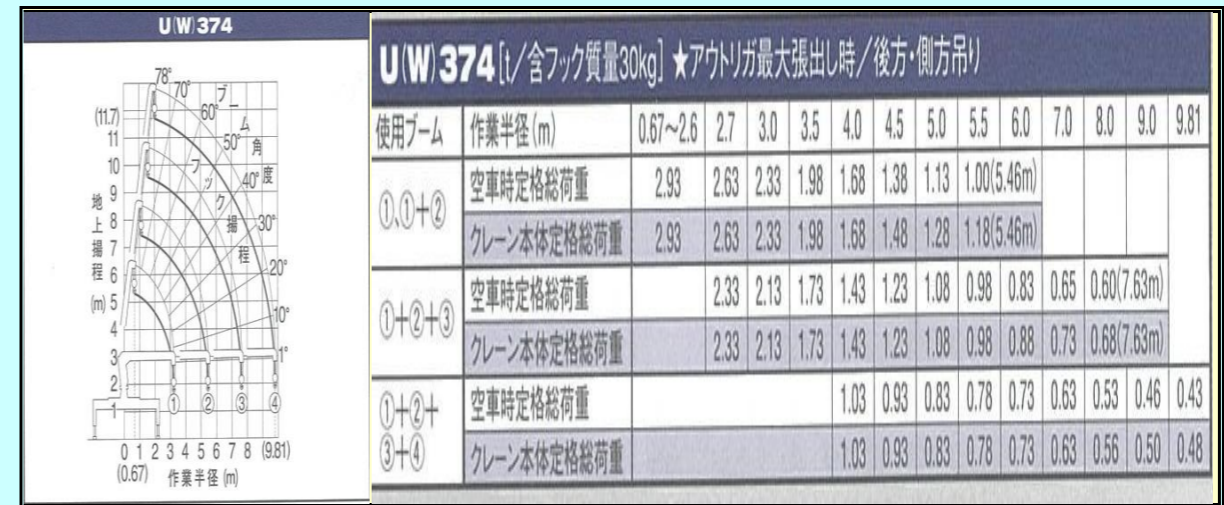 U(W)374
78°
70°
60°
50°
40°
30°
20°
10°
1°
ブーム角度
フック揚程
地上揚程(m)
(11.7)
11
10
9
8
7
6
5
4
3
2
1
① ② ③ ④
0 1 2 3 4 5 6 7 8 (9.81)
(0.67)
作業半径(m)
U(W)374[t/含フック質量30kg] ★アウトリガ最大張出し時/後方・側方吊り
使用ブーム 作業半径(m) 0.67~2.6 2.7 3.0 3.5 4.0 4.5 5.0 5.5 6.0 7.0 8.0 9.0 9.81
①、①+②
空車時定格総荷重 2.93 2.63 2.33 1.98 1.68 1.38 1.13 1.00(5.46m)
クレーン本体定格総荷重 2.93 2.63 2.33 1.98 1.68 1.48 1.28 1.18(5.46m)
①+②+③
空車時定格総荷重 2.33 2.13 1.73 1.43 1.23 1.08 0.98 0.83 0.65 0.60(7.63m)
クレーン本体定格総荷重 2.33 2.13 1.73 1.43 1.23 1.08 0.98 0.88 0.73 0.68(7.63m)
①+②+
③+④
空車時定格総荷重 1.03 0.93 0.83 0.78 0.73 0.63 0.53 0.46 0.43
クレーン本体定格総荷重 1.03 0.93 0.83 0.78 0.73 0.63 0.56 0.50 0.48